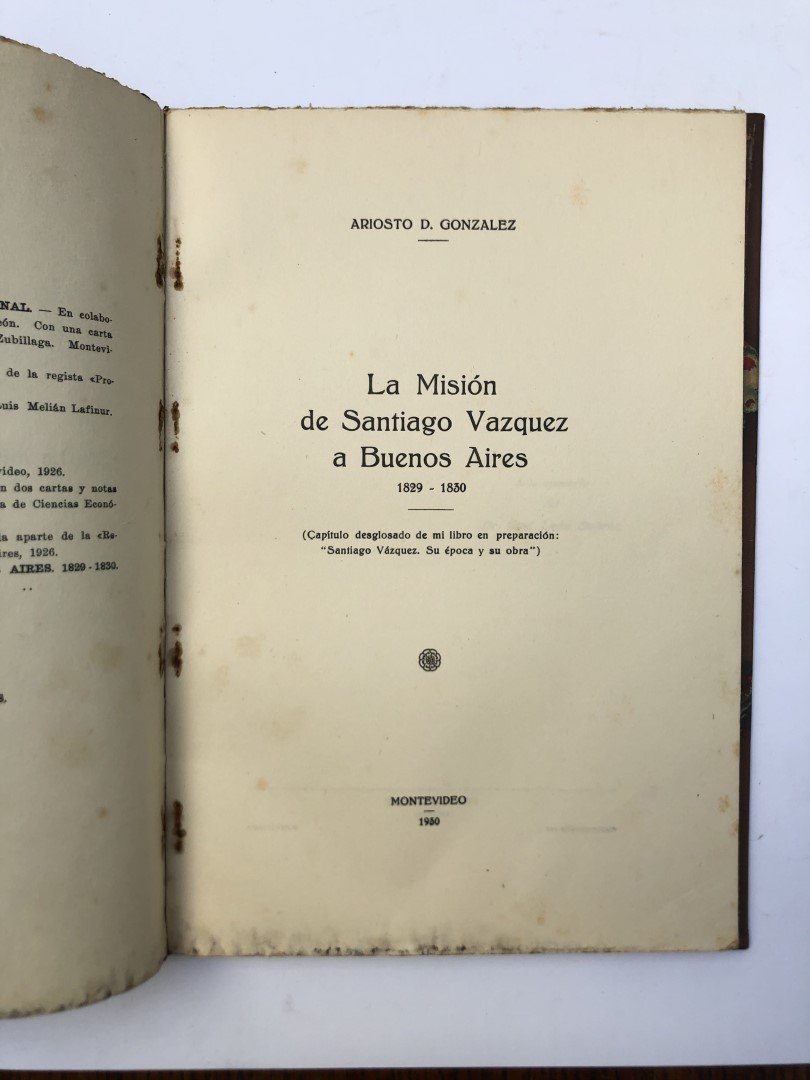 NAL. — En colabo-
Con una carta
Zubillaga. Montevi-
de la regista «Pro-
Luis Melián Lafinur.
video, 1926.
n dos cartas y notas
a de Ciencias Econó-
ia aparte de la «Re-
ires, 1926.
AIRES. 1829-1830.
ARIOSTO D. GONZALEZ
La Misión
de Santiago Vazquez
a Buenos Aires
1829 - 1830
(Capítulo desglosado de mi libro en preparación:
"Santiago Vázquez. Su época y su obra")
MONTEVIDEO
1930